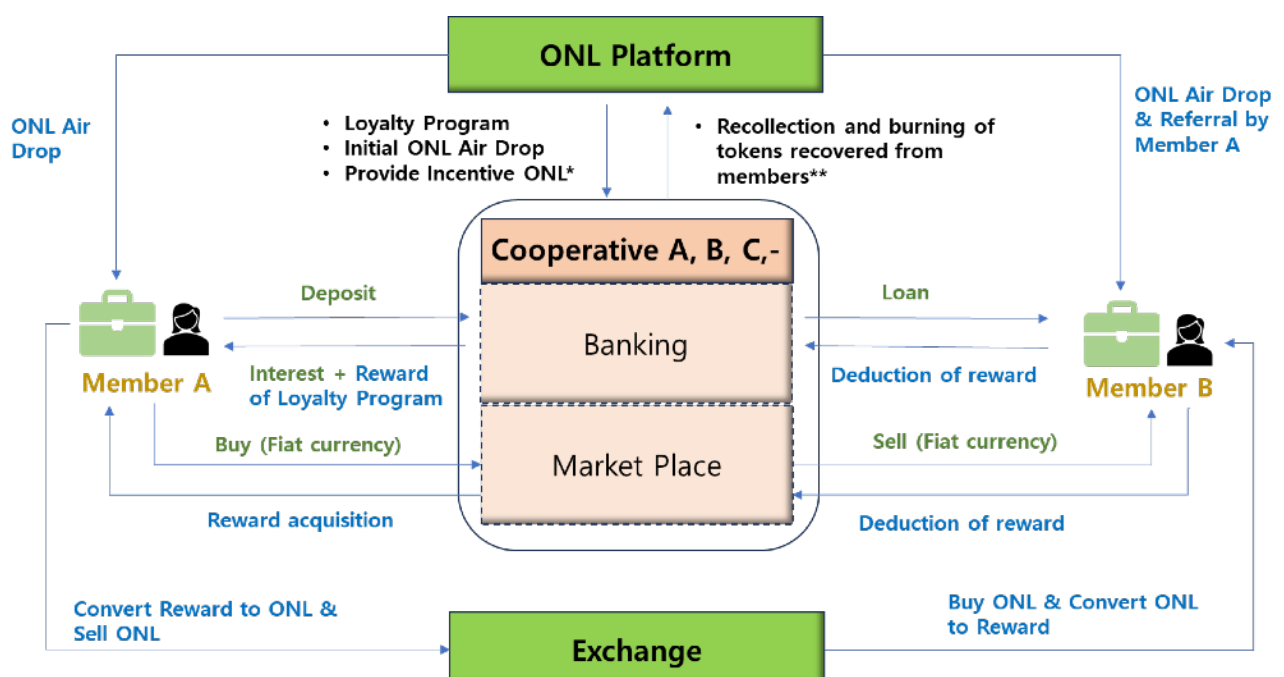 ONL Platform
ONL Air
Drop
• Loyalty Program
• Initial ONL Air Drop
• Provide Incentive ONL*
• Recollection and burning of
tokens recovered from
members**
ONL Air Drop
& Referral by
Member A
Cooperative A, B, C,-
Deposit
Loan
Banking
Interest + Reward
of Loyalty Program
Deduction of reward
Member A
Member B
Buy (Fiat currency)
Sell (Fiat currency)
Market Place
Reward acquisition
Deduction of reward
Convert Reward to ONL &
Sell ONL
Buy ONL & Convert ONL
to Reward
Exchange